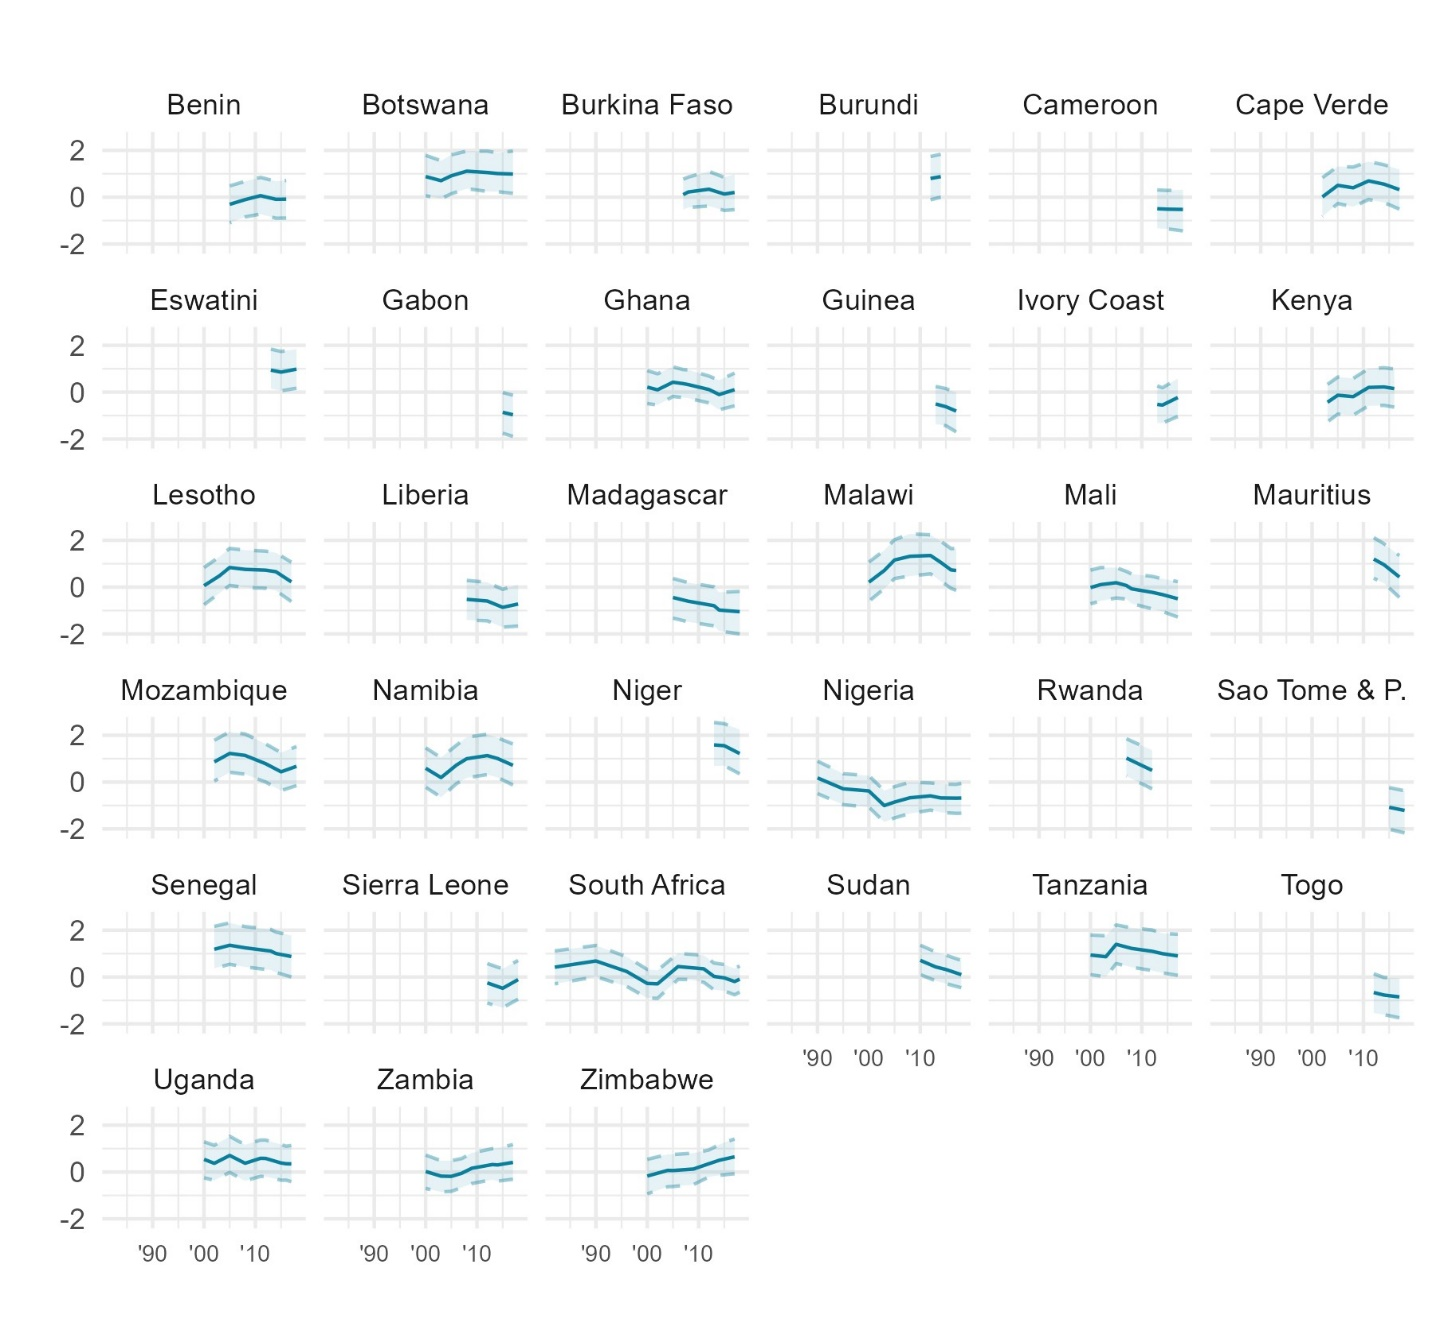 Benin Botswana Burkina Faso Burundi Cameroon Cape Verde
2
0
-2
Eswatini Gabon Ghana Guinea Ivory Coast Kenya
2
0
-2
Lesotho Liberia Madagascar Malawi Mali Mauritius
2
0
-2
Mozambique Namibia Niger Nigeria Rwanda Sao Tome & P.
2
0
-2
Senegal Sierra Leone South Africa Sudan Tanzania Togo
2
0
-2
'90 '00 '10 '90 '00 '10 '90 '00 '10
Uganda Zambia Zimbabwe
2
0
-2
'90 '00 '10 '90 '00 '10 '90 '00 '10